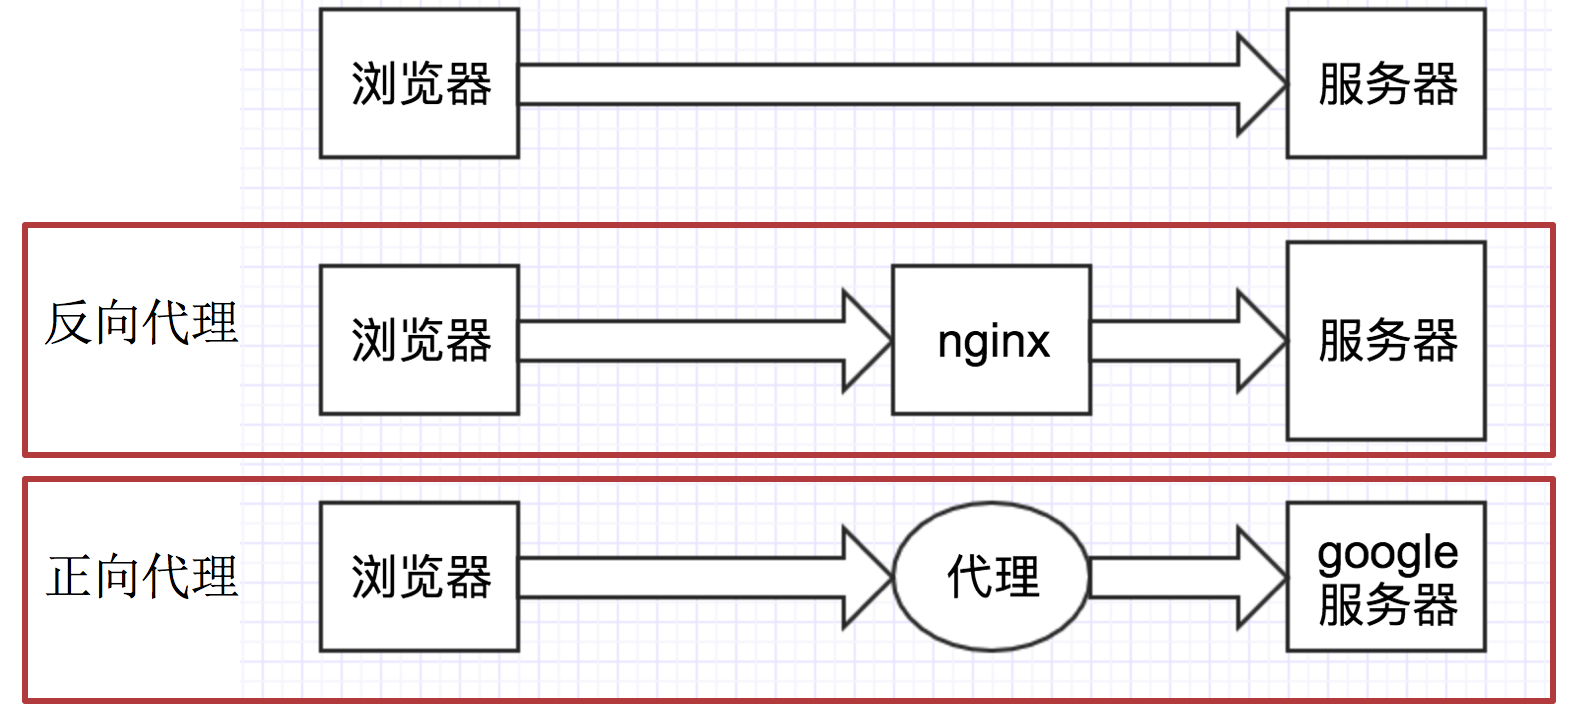 浏览器
服务器
反向代理
浏览器
nginx
服务器
正向代理
浏览器
代理
google
服务器